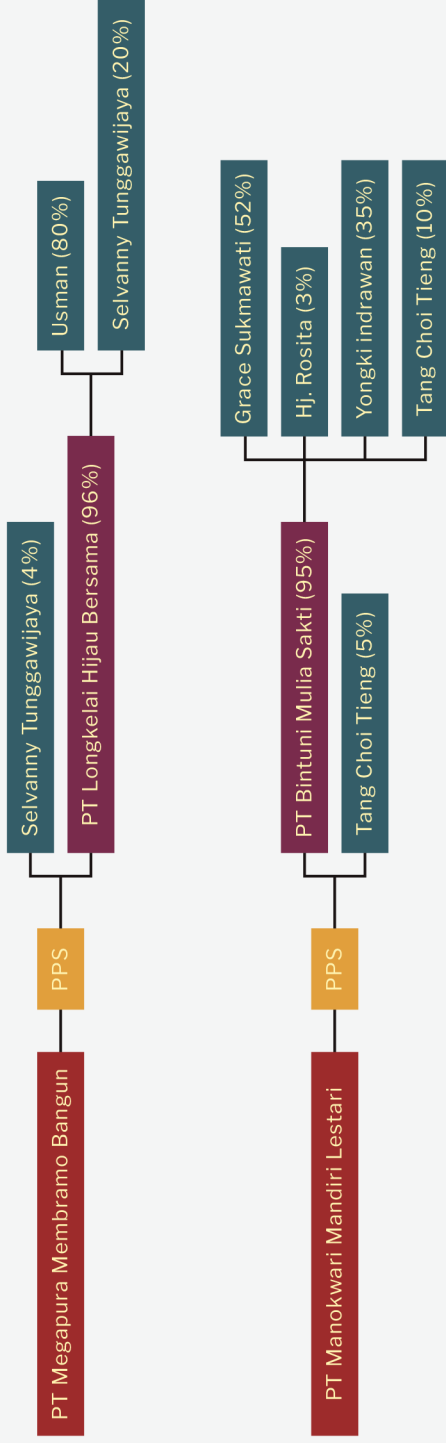 PT Megapura Membramo Bangun
PPS
Selvanny Tunggawijaya (4%)
PT Longkelai Hijau Bersama (96%)
Usman (80%)
Selvanny Tunggawijaya (20%)
PT Manokwari Mandiri Lestari
PPS
PT Bintuni Mulia Sakti (95%)
Tang Choi Tieng (5%)
Grace Sukmawati (52%)
Hj. Rosita (3%)
Yongki indrawan (35%)
Tang Choi Tieng (10%)